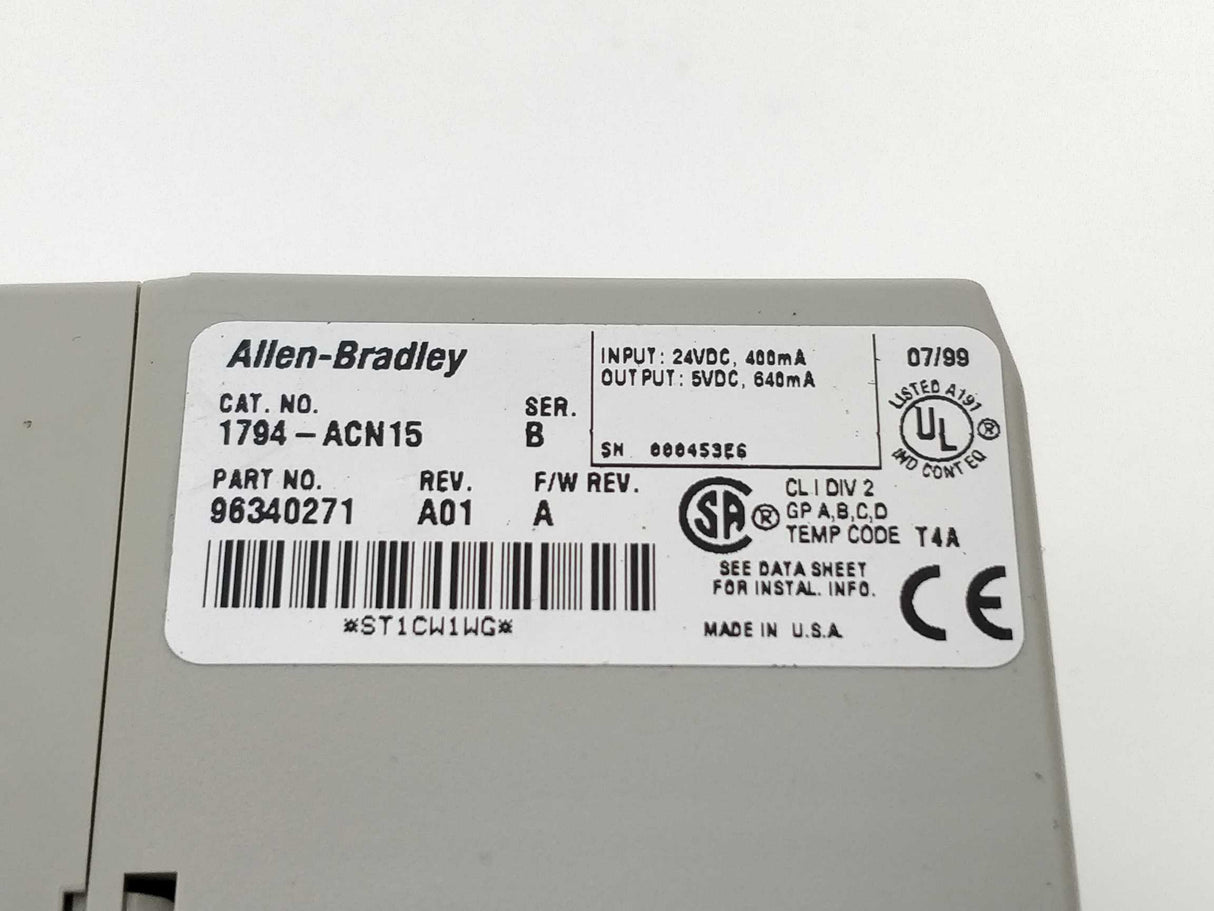 Allen-Bradley
CAT. NO. SER.
1794-ACN15 B
PART NO. REV. F/W REV.
96340271 A01 A
*ST1CW1WG*
INPUT: 24VDC, 400mA
OUTPUT: 5VDC, 640mA
SN 000453E6
07/99
LISTED A197
UL ®
IND CONT EQ
SA ®
CL I DIV 2
GP A,B,C,D
TEMP CODE T4A
SEE DATA SHEET
FOR INSTAL. INFO.
MADE IN U.S.A.
CE